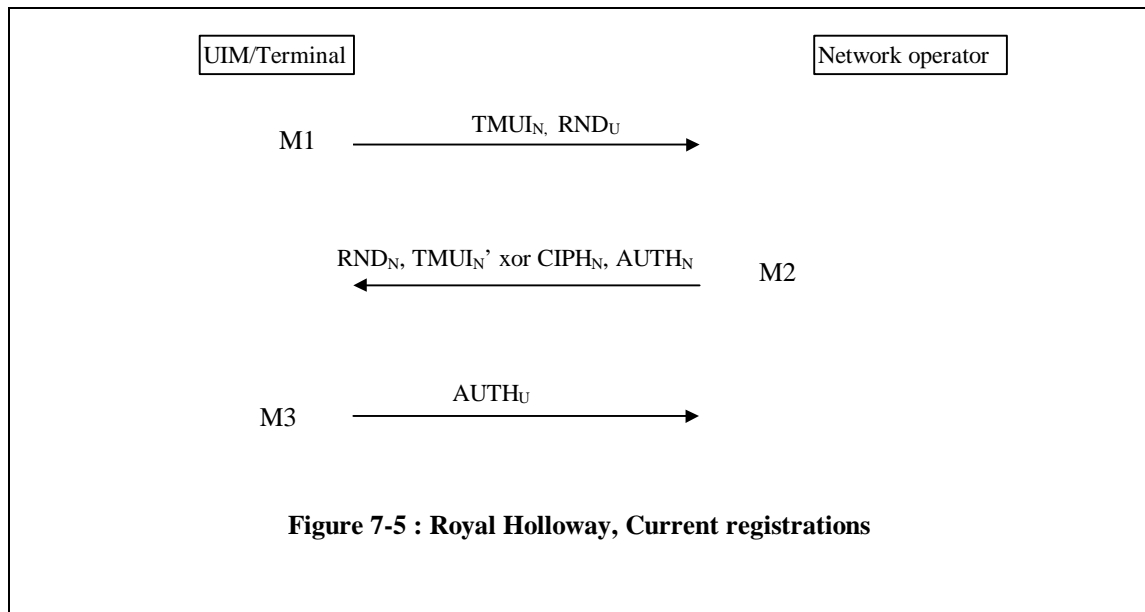 UIM/Terminal
Network operator
M1
TMUI_N, RND_U
RND_N, TMUI_N’ xor CIPH_N, AUTH_N
M2
AUTH_U
M3
Figure 7-5 : Royal Holloway, Current registrations